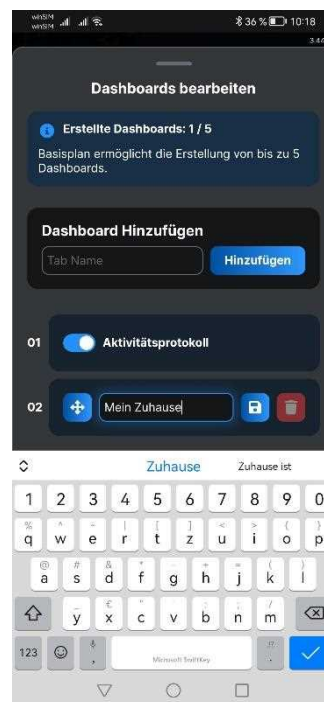 winSIM
winSIM
36 % 10:18
3.44
Dashboards bearbeiten
Erstellte Dashboards: 1 / 5
Basisplan ermöglicht die Erstellung von bis zu 5
Dashboards.
Dashboard Hinzufügen
Tab Name Hinzufügen
01 Aktivitätsprotokoll
02 Mein Zuhause
Zuhause Zuhause ist
1 2 3 4 5 6 7 8 9 0
q w e r t z u i o p
a s d f g h j k l
y x c v b n m
123 , Microsoft SwiftKey .